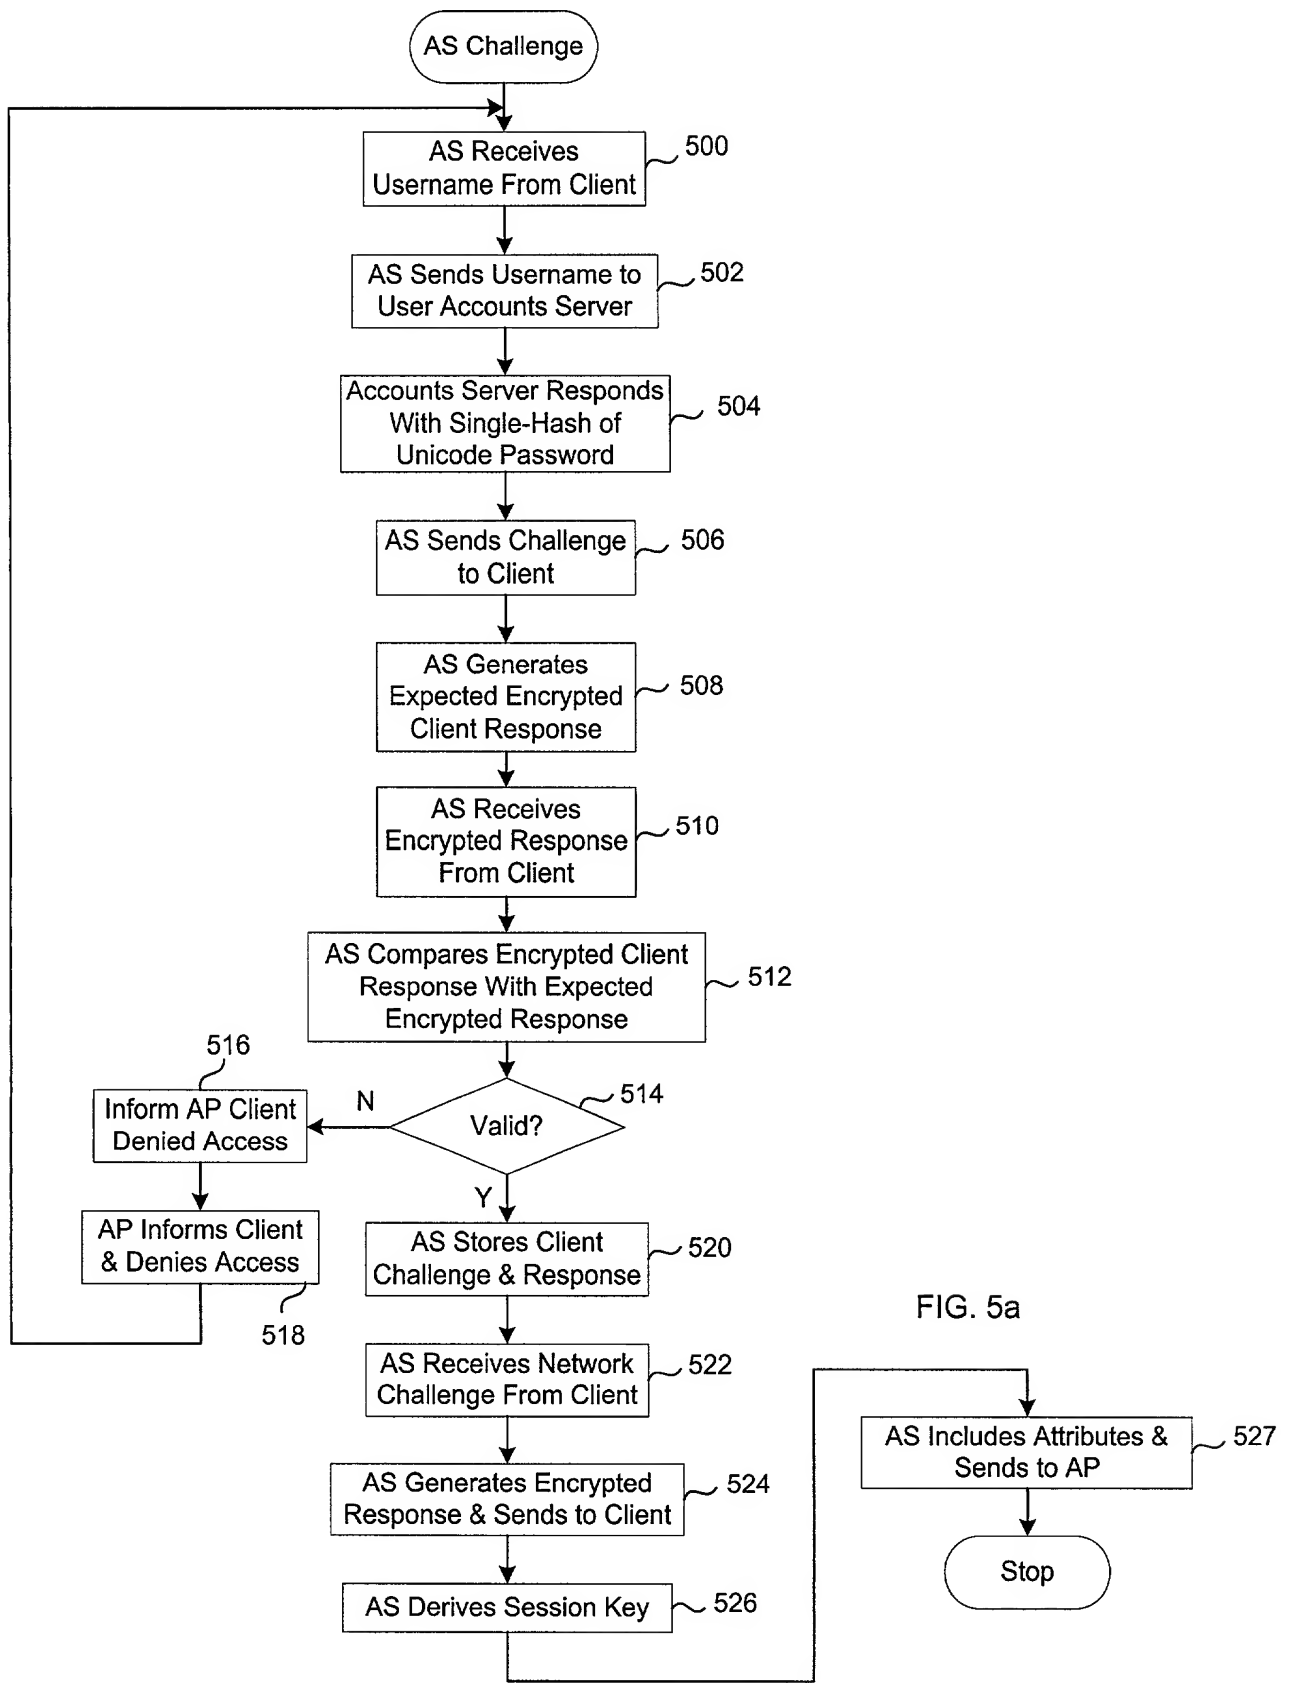 AS Challenge
AS Receives
Username From Client
500
AS Sends Username to
User Accounts Server
502
Accounts Server Responds
With Single-Hash of
Unicode Password
504
AS Sends Challenge
to Client
506
AS Generates
Expected Encrypted
Client Response
508
AS Receives
Encrypted Response
From Client
510
AS Compares Encrypted Client
Response With Expected
Encrypted Response
512
Valid?
514
N
516
Inform AP Client
Denied Access
AP Informs Client
& Denies Access
518
Y
AS Stores Client
Challenge & Response
520
AS Receives Network
Challenge From Client
522
AS Generates Encrypted
Response & Sends to Client
524
AS Derives Session Key
526
FIG. 5a
AS Includes Attributes &
Sends to AP
527
Stop